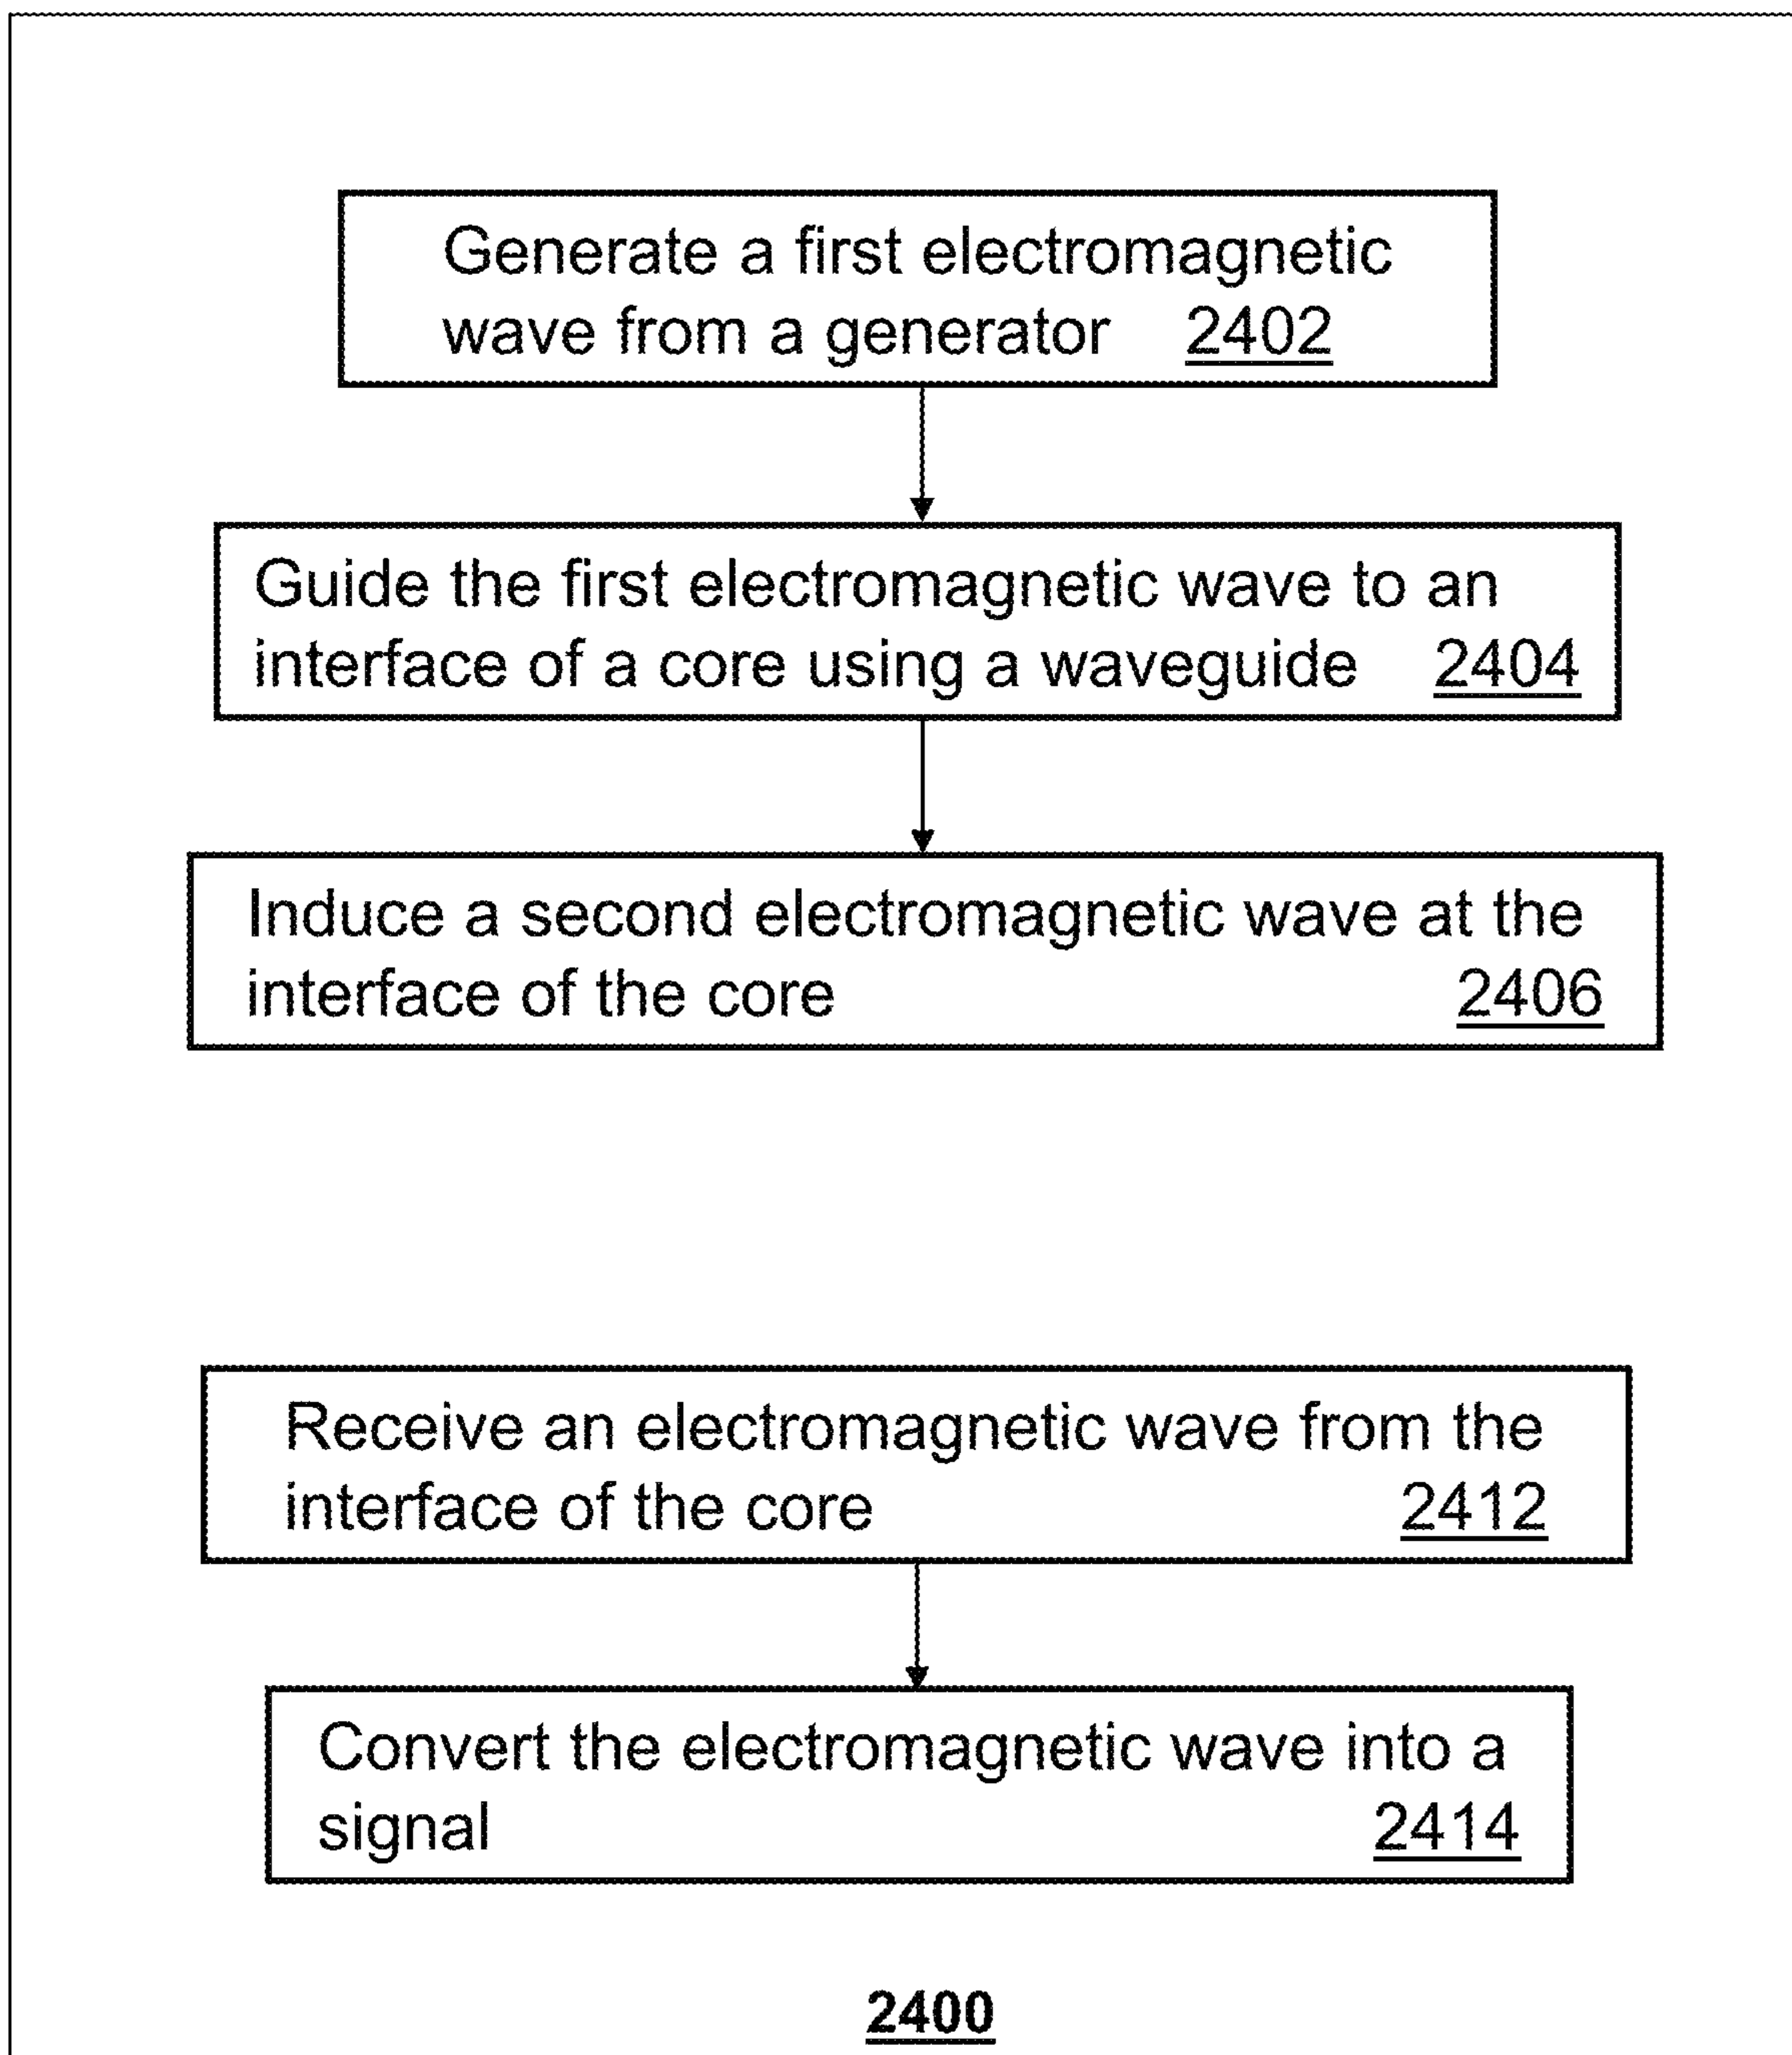 Generate a first electromagnetic
wave from a generator 2402
Guide the first electromagnetic wave to an
interface of a core using a waveguide 2404
Induce a second electromagnetic wave at the
interface of the core 2406
Receive an electromagnetic wave from the
interface of the core 2412
Convert the electromagnetic wave into a
signal 2414
2400